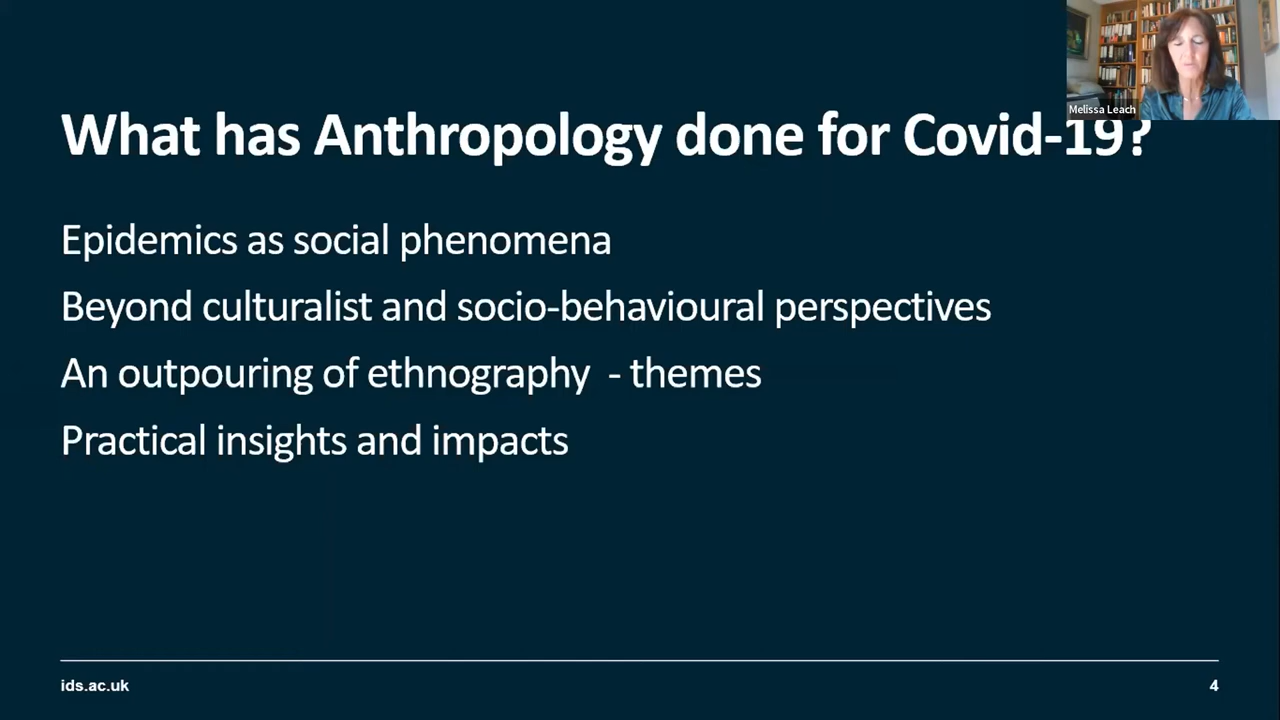 Melissa Leach
What has Anthropology done for Covid-19?
Epidemics as social phenomena
Beyond culturalist and socio-behavioural perspectives
An outpouring of ethnography - themes
Practical insights and impacts
ids.ac.uk
4